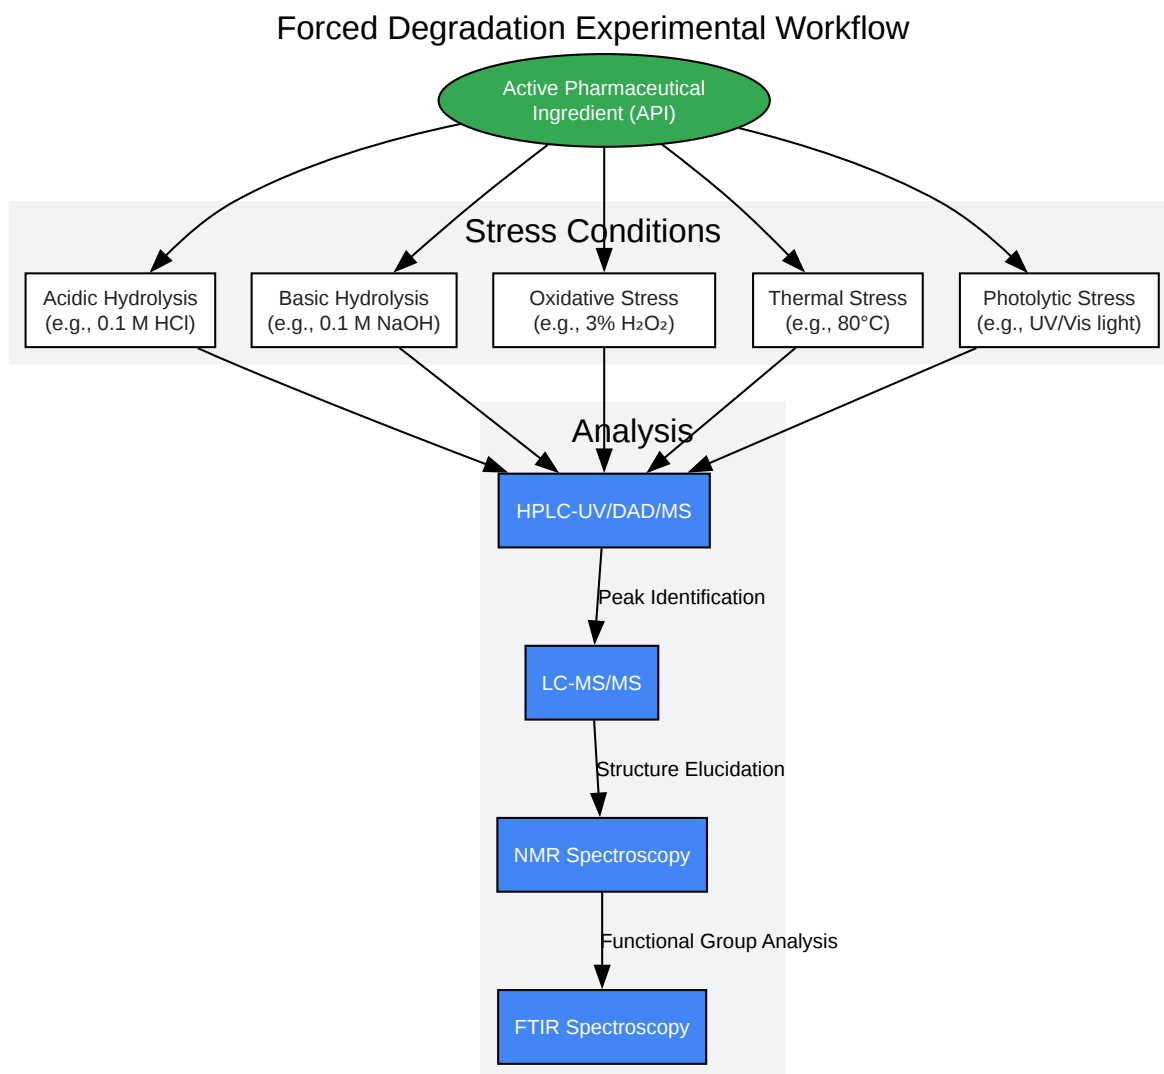 Forced Degradation Experimental Workflow
Active Pharmaceutical
Ingredient (API)
Stress Conditions
Acidic Hydrolysis
(e.g., 0.1 M HCl)
Basic Hydrolysis
(e.g., 0.1 M NaOH)
Oxidative Stress
(e.g., 3% H₂O₂)
Thermal Stress
(e.g., 80°C)
Photolytic Stress
(e.g., UV/Vis light)
Analysis
HPLC-UV/DAD/MS
Peak Identification
LC-MS/MS
Structure Elucidation
NMR Spectroscopy
Functional Group Analysis
FTIR Spectroscopy